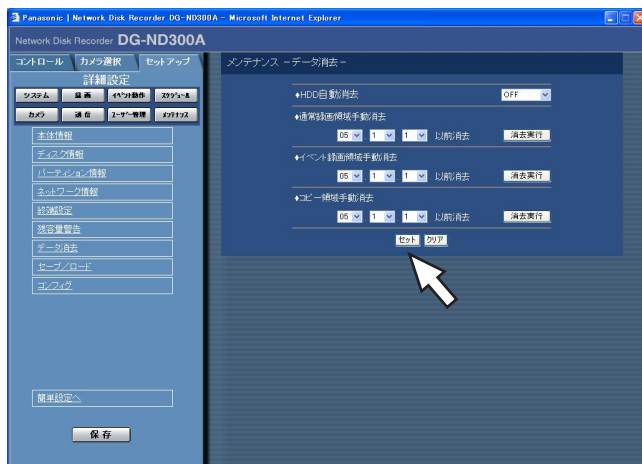 Panasonic | Network Disk Recorder DG-ND300A - Microsoft Internet Explorer
Network Disk Recorder DG-ND300A
コントロール カメラ選択 セットアップ
詳細設定
システム 録画 イベント動作 スケジュール
カメラ 通信 ユーザー管理 メンテナンス
本体情報
ディスク情報
パーティション情報
ネットワーク情報
終端設定
残容量警告
データ消去
セーブ/ロード
コンフィグ
簡単設定へ
保存
メンテナンス -データ消去-
♦HDD自動消去 OFF
♦通常録画領域手動消去
05 . 1 . 1 以前消去 消去実行
♦イベント録画領域手動消去
05 . 1 . 1 以前消去 消去実行
♦コピー領域手動消去
05 . 1 . 1 以前消去 消去実行
セット クリア